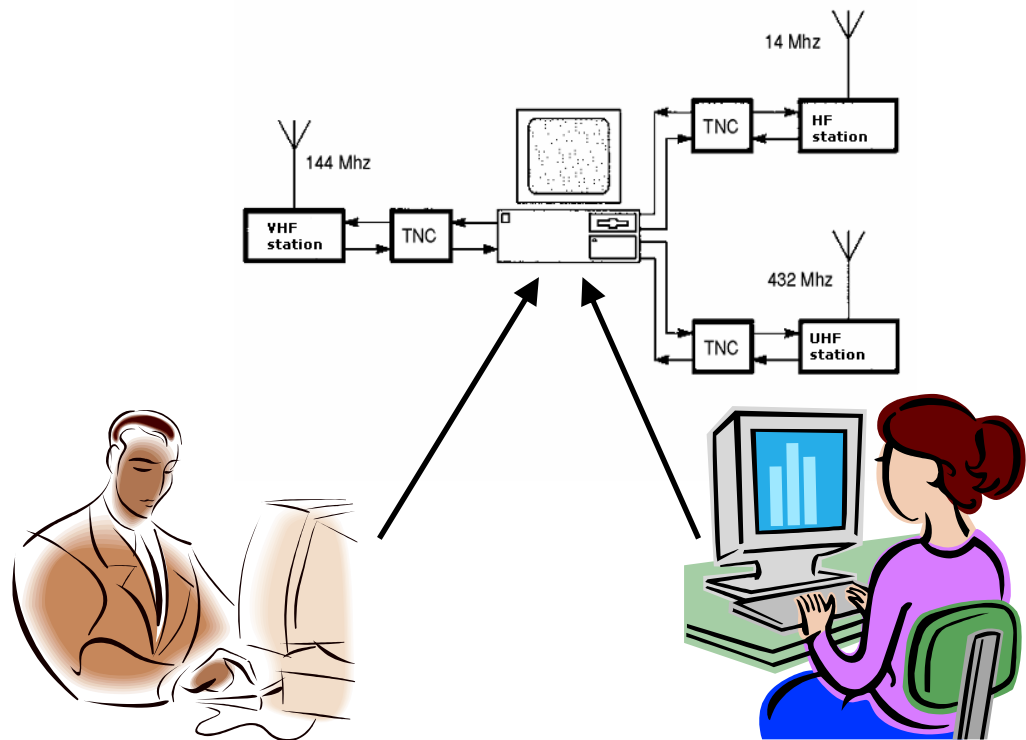 14 Mhz
TNC
HF
station
144 Mhz
VHF
station
TNC
432 Mhz
TNC
UHF
station